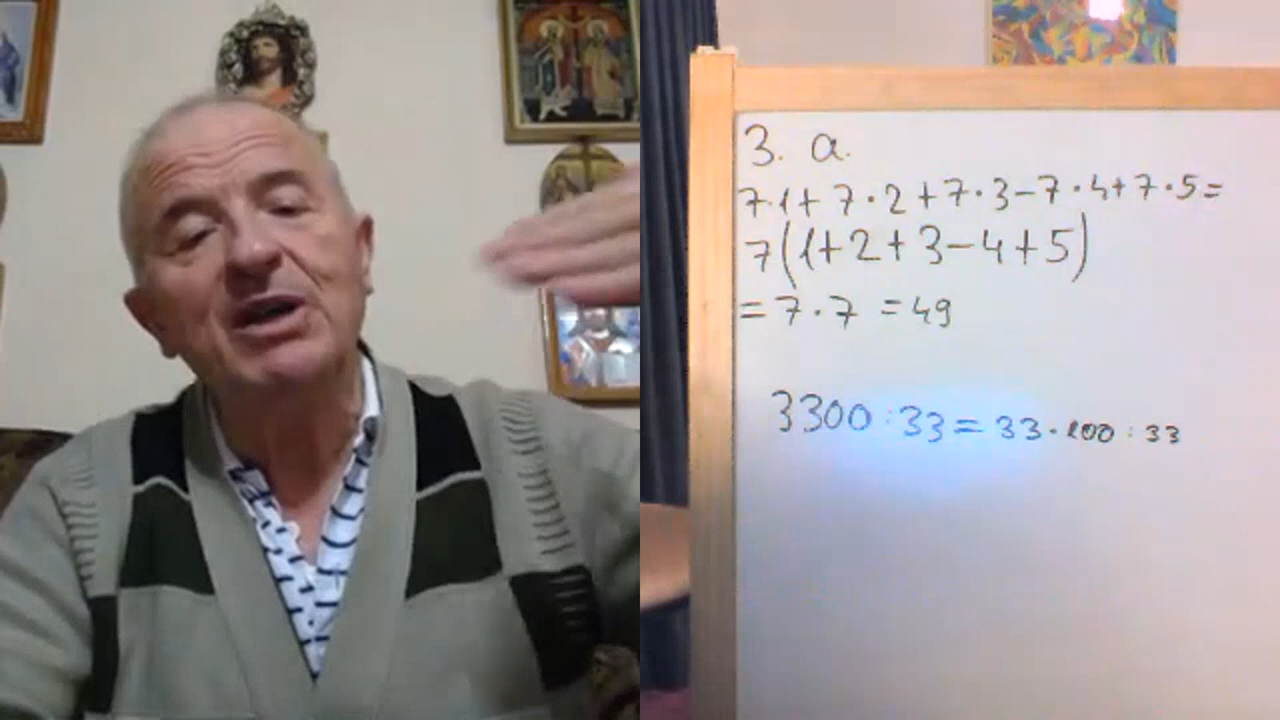 3. a.
7·1+7·2+7·3-7·4+7·5=
7(1+2+3-4+5)
=7·7=49
3300:33=33·100:33